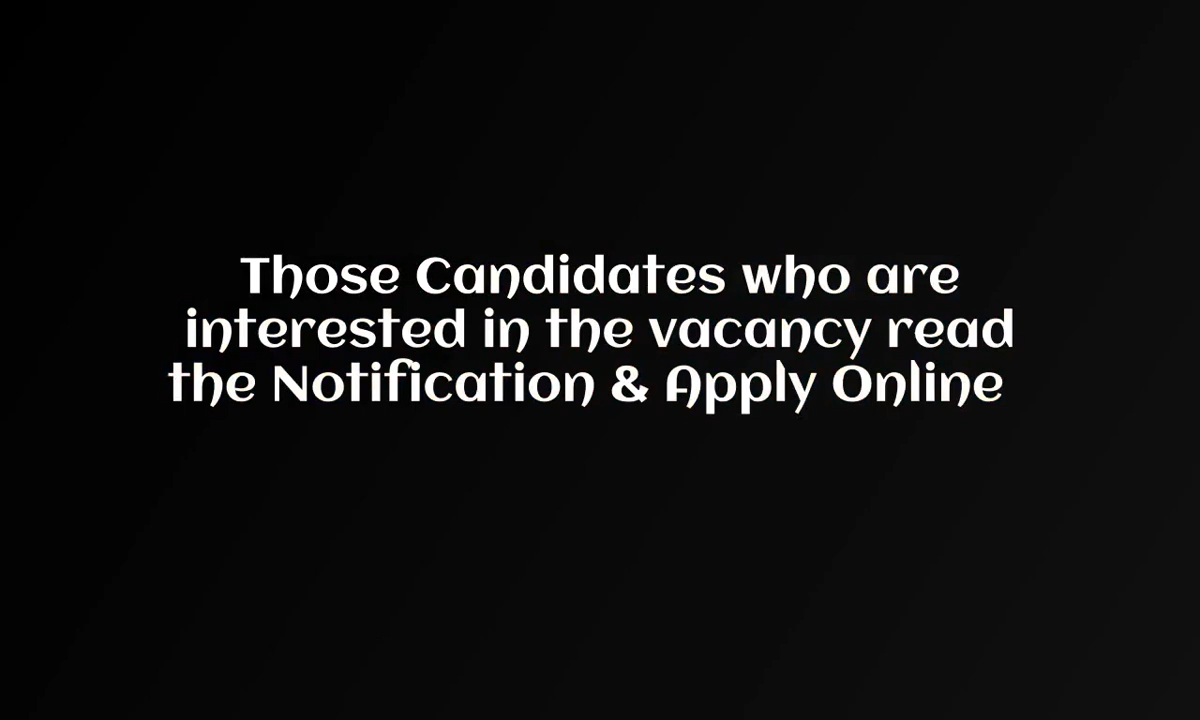 Those Candidates who are
interested in the vacancy read
the Notification & Apply Online